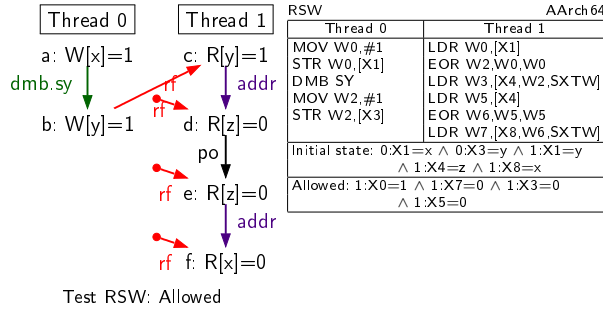 Thread 0 Thread 1
a: W[x]=1 c: R[y]=1
dmb.sy rf addr
rf
b: W[y]=1 d: R[z]=0
po
rf e: R[z]=0
addr
rf f: R[x]=0
Test RSW: Allowed
RSW AArch64
Thread 0 Thread 1
MOV W0,#1 LDR W0,[X1]
STR W0,[X1] EOR W2,W0,W0
DMB SY LDR W3,[X4,W2,SXTW]
MOV W2,#1 LDR W5,[X4]
STR W2,[X3] EOR W6,W5,W5
LDR W7,[X8,W6,SXTW]
Initial state: 0:X1=x ∧ 0:X3=y ∧ 1:X1=y
∧ 1:X4=z ∧ 1:X8=x
Allowed: 1:X0=1 ∧ 1:X7=0 ∧ 1:X3=0
∧ 1:X5=0